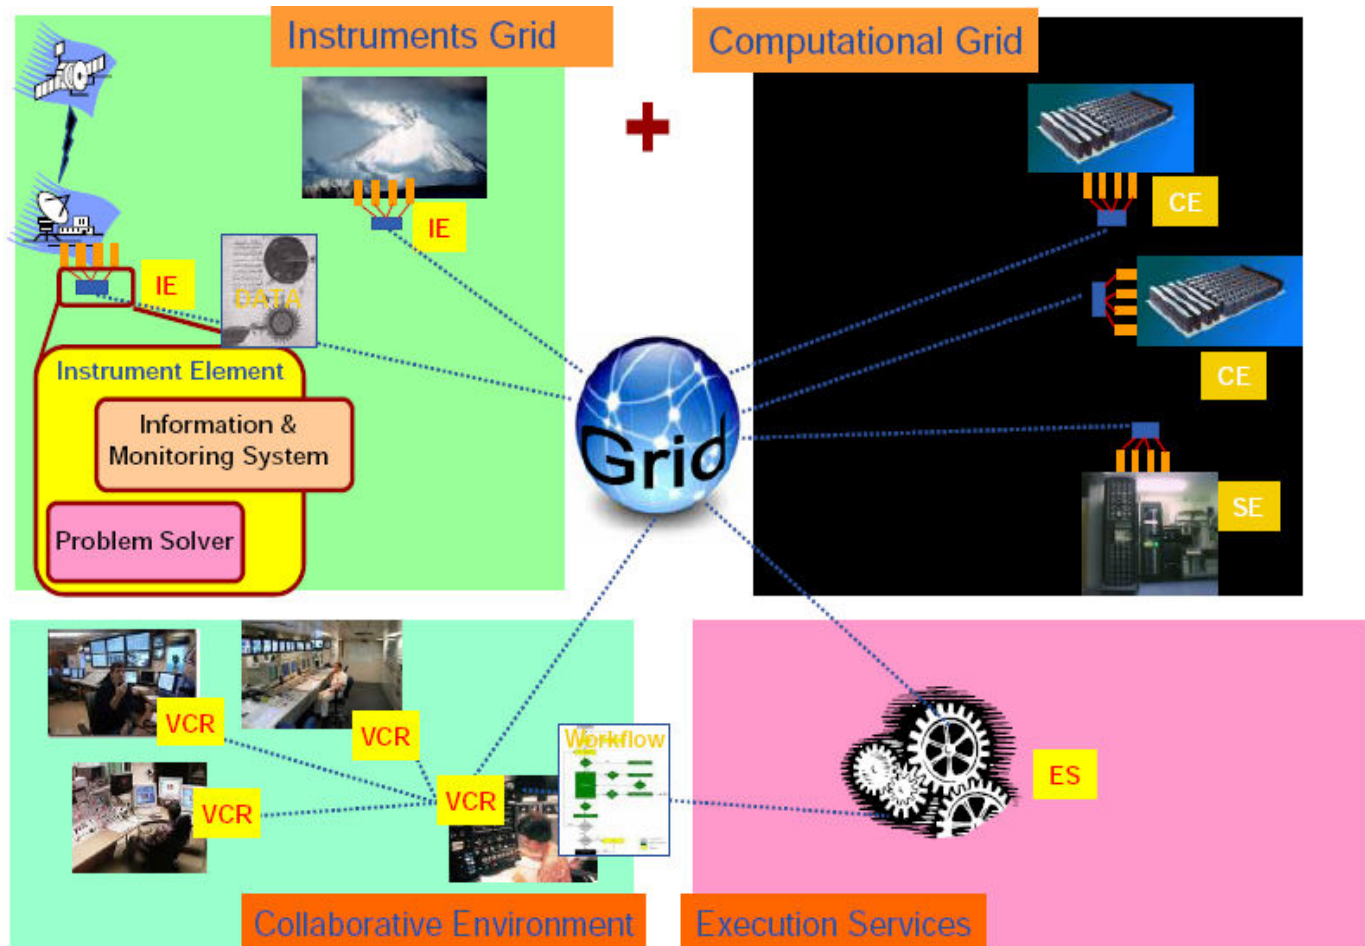 Instruments Grid
Computational Grid
CE
IE
IE
DATA
CE
Instrument Element
Information &
Monitoring System
Grid
SE
Problem Solver
VCR
VCR
Workflow
VCR
VCR
ES
Collaborative Environment
Execution Services